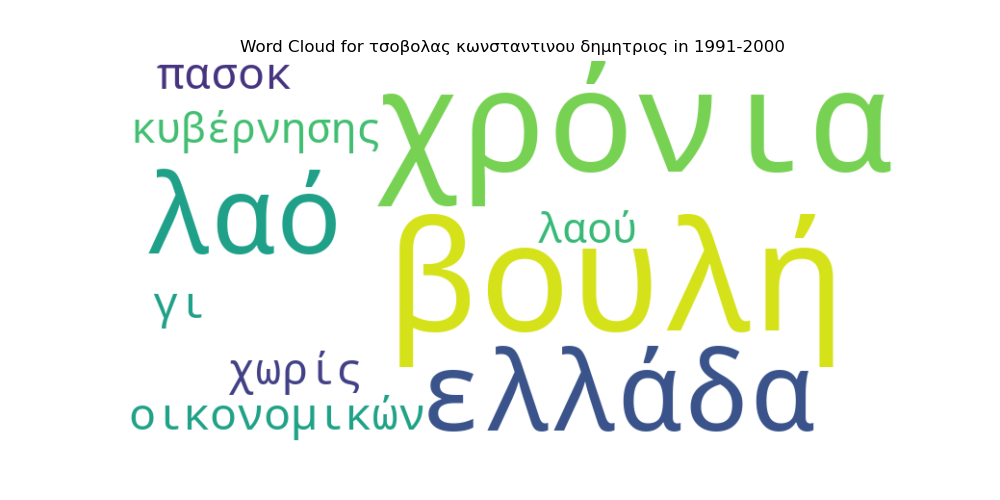 Word Cloud for τσοβολας κωνσταντινου δημητριος in 1991-2000
πασοκ
χρόνια
κυβέρνησης
λαό
λαού
βουλή
γι
χωρίς
ελλάδα
οικονομικών